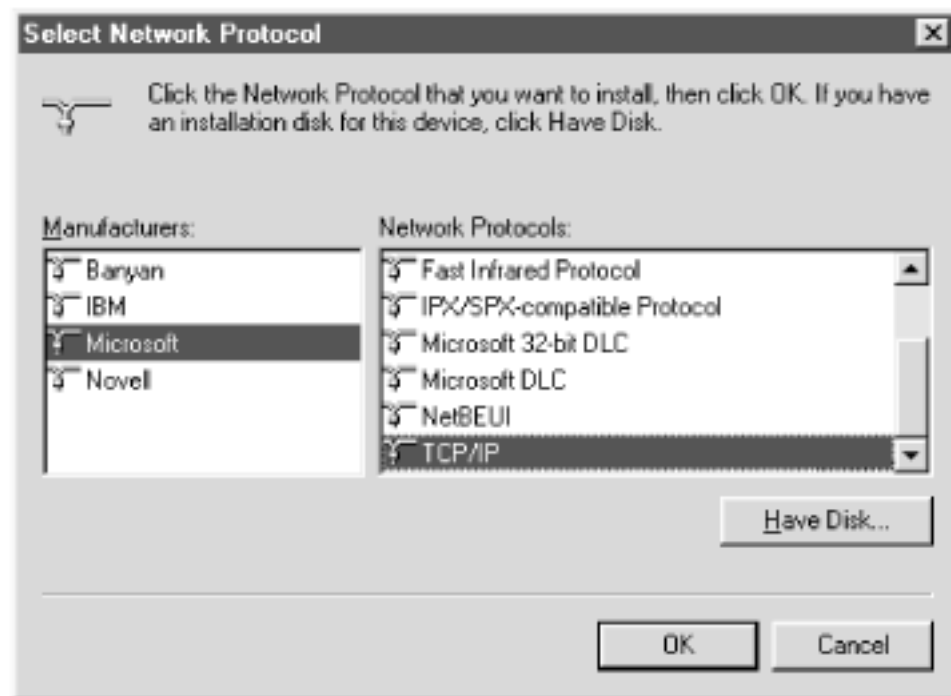 Select Network Protocol
Click the Network Protocol that you want to install, then click OK. If you have
an installation disk for this device, click Have Disk.
Manufacturers:
Banyan
IBM
Microsoft
Novell
Network Protocols:
Fast Infrared Protocol
IPX/SPX-compatible Protocol
Microsoft 32-bit DLC
Microsoft DLC
NetBEUI
TCP/IP
Have Disk...
OK
Cancel